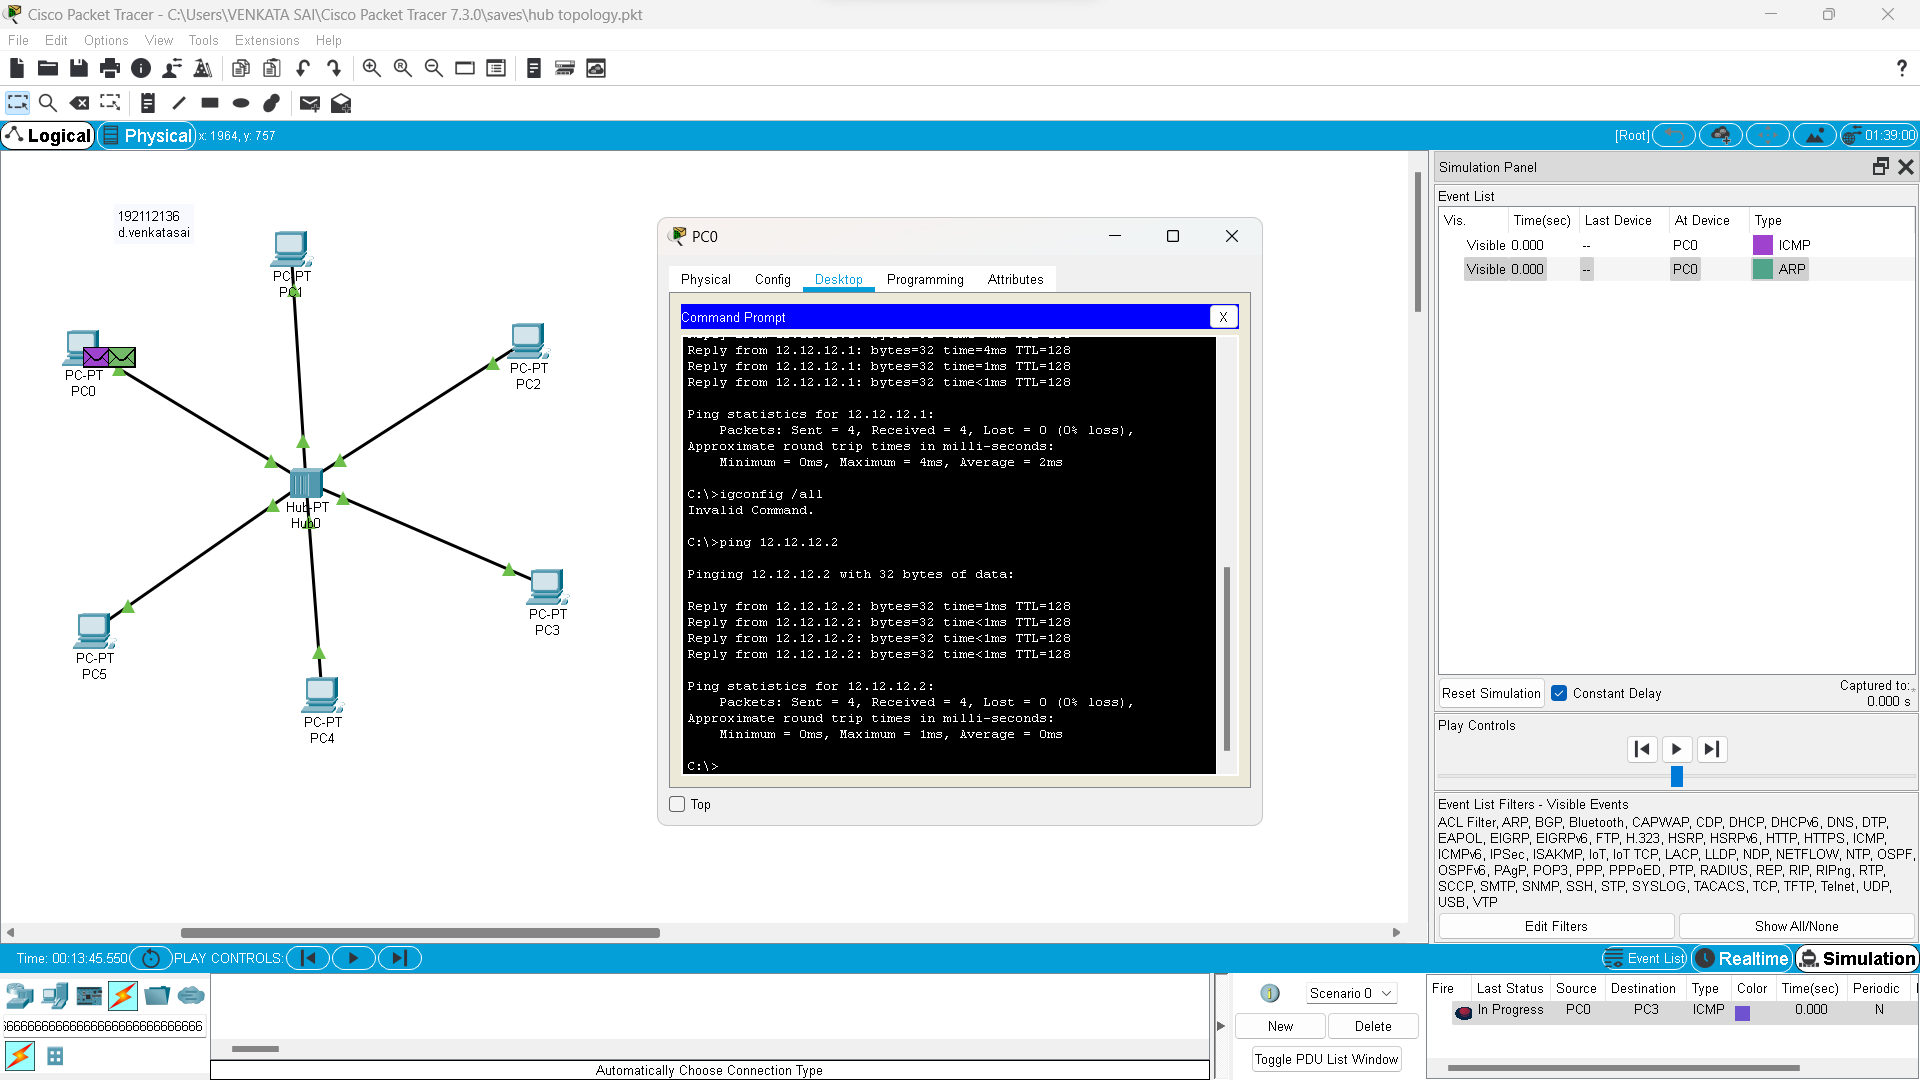 Cisco Packet Tracer - C:\Users\VENKATA SAI\Cisco Packet Tracer 7.3.0\saves\hub topology.pkt
File Edit Options View Tools Extensions Help
?
Logical Physical x: 1964, y: 757
[Root] 01:39:00
192112136
d.venkatasai
PC-PT
PC1
PC-PT
PC0
PC-PT
PC2
Hub-PT
Hub0
PC-PT
PC3
PC-PT
PC5
PC-PT
PC4
PC0
Physical Config Desktop Programming Attributes
Command Prompt X
Reply from 12.12.12.1: bytes=32 time=4ms TTL=128
Reply from 12.12.12.1: bytes=32 time=1ms TTL=128
Reply from 12.12.12.1: bytes=32 time<1ms TTL=128
Ping statistics for 12.12.12.1:
Packets: Sent = 4, Received = 4, Lost = 0 (0% loss),
Approximate round trip times in milli-seconds:
Minimum = 0ms, Maximum = 4ms, Average = 2ms
C:\>igconfig /all
Invalid Command.
C:\>ping 12.12.12.2
Pinging 12.12.12.2 with 32 bytes of data:
Reply from 12.12.12.2: bytes=32 time=1ms TTL=128
Reply from 12.12.12.2: bytes=32 time<1ms TTL=128
Reply from 12.12.12.2: bytes=32 time<1ms TTL=128
Reply from 12.12.12.2: bytes=32 time<1ms TTL=128
Ping statistics for 12.12.12.2:
Packets: Sent = 4, Received = 4, Lost = 0 (0% loss),
Approximate round trip times in milli-seconds:
Minimum = 0ms, Maximum = 1ms, Average = 0ms
C:\>
Top
Simulation Panel
Event List
Vis. Time(sec) Last Device At Device Type
Visible 0.000 -- PC0 ICMP
Visible 0.000 -- PC0 ARP
Reset Simulation Constant Delay Captured to:
0.000 s
Play Controls
Event List Filters - Visible Events
ACL Filter, ARP, BGP, Bluetooth, CAPWAP, CDP, DHCP, DHCPv6, DNS, DTP,
EAPOL, EIGRP, EIGRPv6, FTP, H.323, HSRP, HSRPv6, HTTP, HTTPS, ICMP,
ICMPv6, IPSec, ISAKMP, IoT, IoT TCP, LACP, LLDP, NDP, NETFLOW, NTP, OSPF,
OSPFv6, PAgP, POP3, PPP, PPPoED, PTP, RADIUS, REP, RIP, RIPng, RTP,
SCCP, SMTP, SNMP, SSH, STP, SYSLOG, TACACS, TCP, TFTP, Telnet, UDP,
USB, VTP
Edit Filters Show All/None
Time: 00:13:45.550 PLAY CONTROLS: Event List Realtime Simulation
Scenario 0
New Delete
Toggle PDU List Window
Fire Last Status Source Destination Type Color Time(sec) Periodic
In Progress PC0 PC3 ICMP 0.000 N
Automatically Choose Connection Type